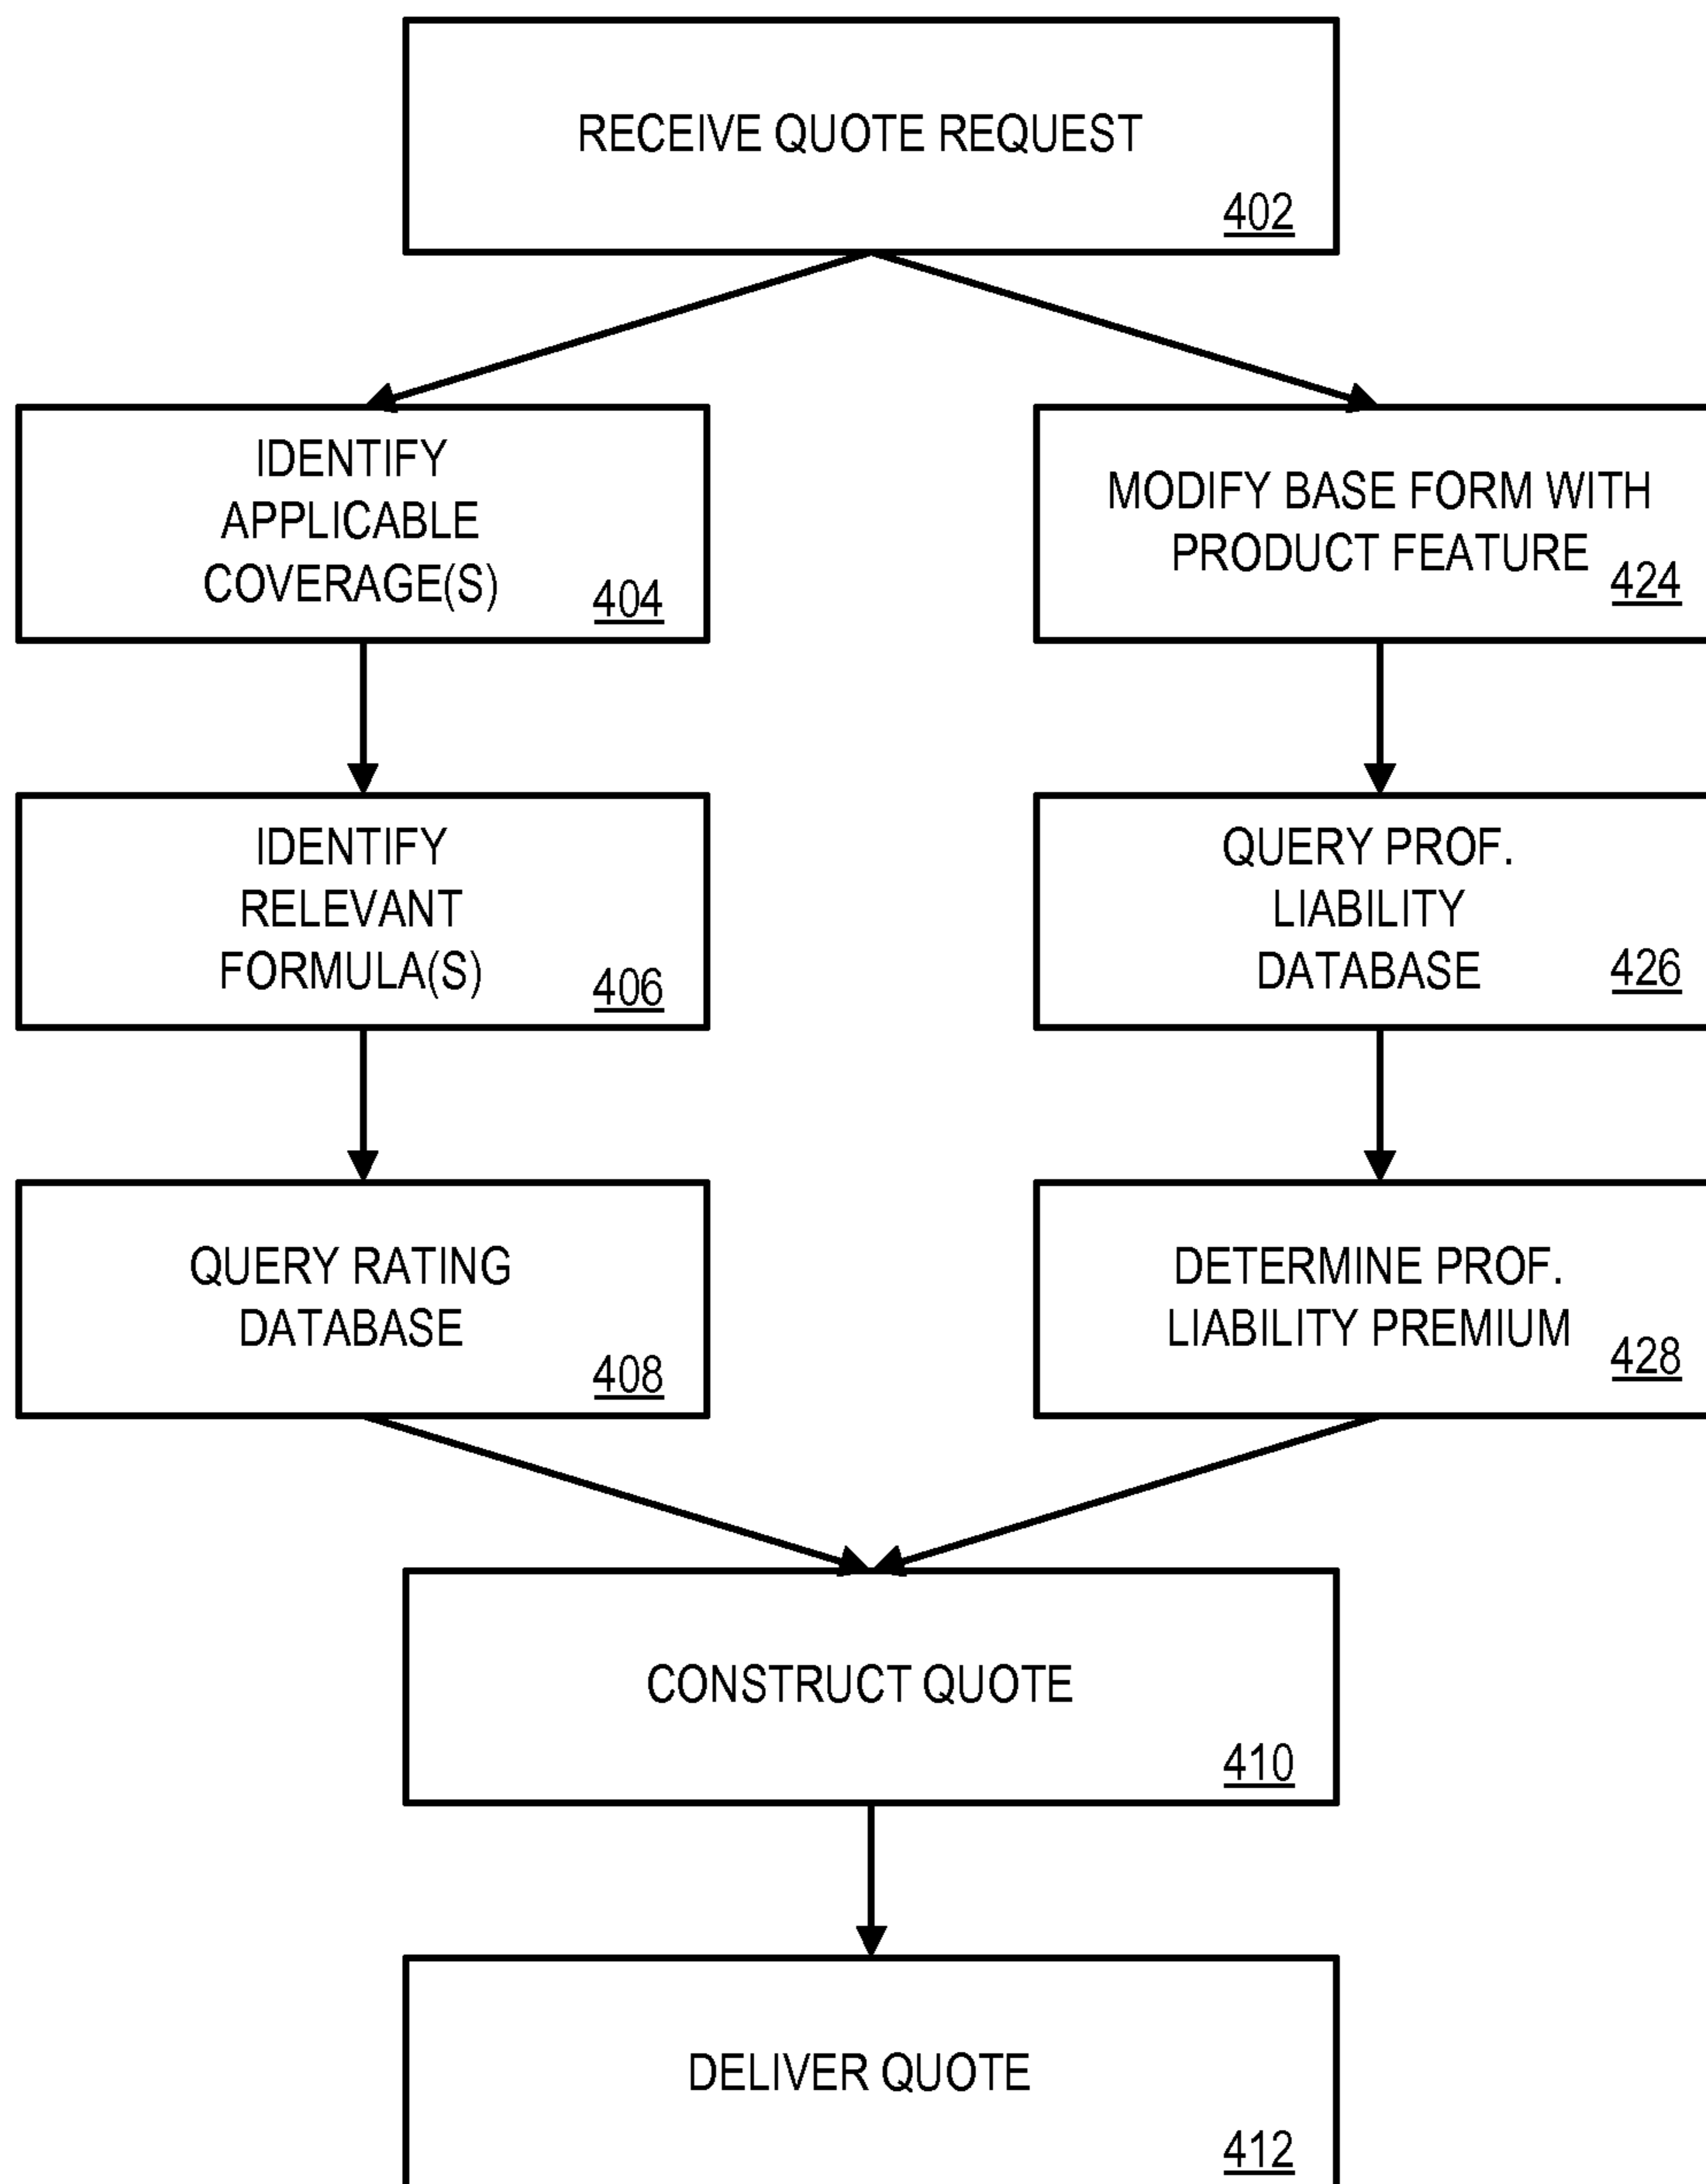 RECEIVE QUOTE REQUEST
402
IDENTIFY
APPLICABLE
COVERAGE(S)
404
MODIFY BASE FORM WITH
PRODUCT FEATURE
424
IDENTIFY
RELEVANT
FORMULA(S)
406
QUERY PROF.
LIABILITY
DATABASE
426
QUERY RATING
DATABASE
408
DETERMINE PROF.
LIABILITY PREMIUM
428
CONSTRUCT QUOTE
410
DELIVER QUOTE
412